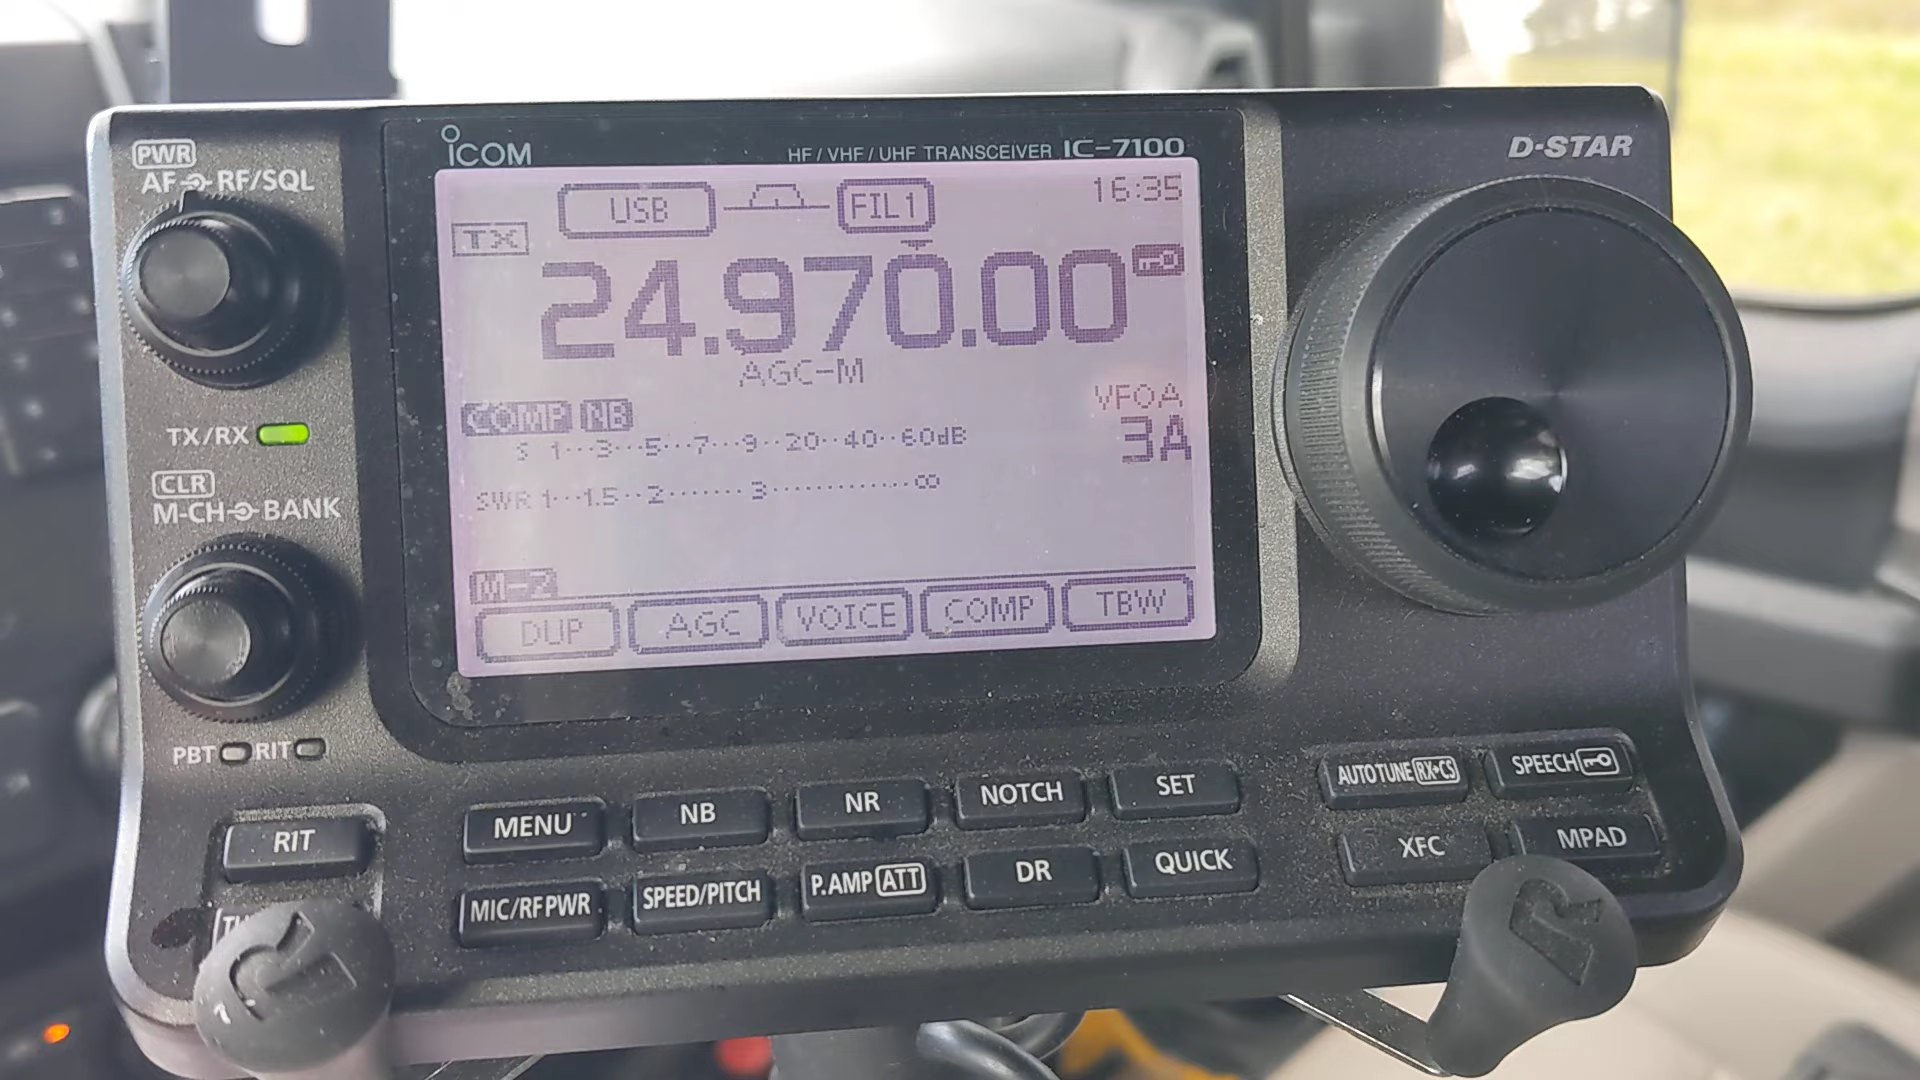 PWR
AF RF/SQL
TX/RX
CLR
M-CH BANK
PBT RIT
RIT
ICOM
HF/VHF/UHF TRANSCEIVER IC-7100
D-STAR
USB FIL1 16:35
TX
24.970.00
AGC-M
VFOA
3A
COMP NB
S 1···3··5··7··9··20··40··60dB
SWR 1···1.5··2·······3············∞
M-2
DUP AGC VOICE COMP TBW
MENU NB NR NOTCH SET
MIC/RF PWR SPEED/PITCH P.AMP ATT DR QUICK
AUTO TUNE RX→CS SPEECH
XFC MPAD